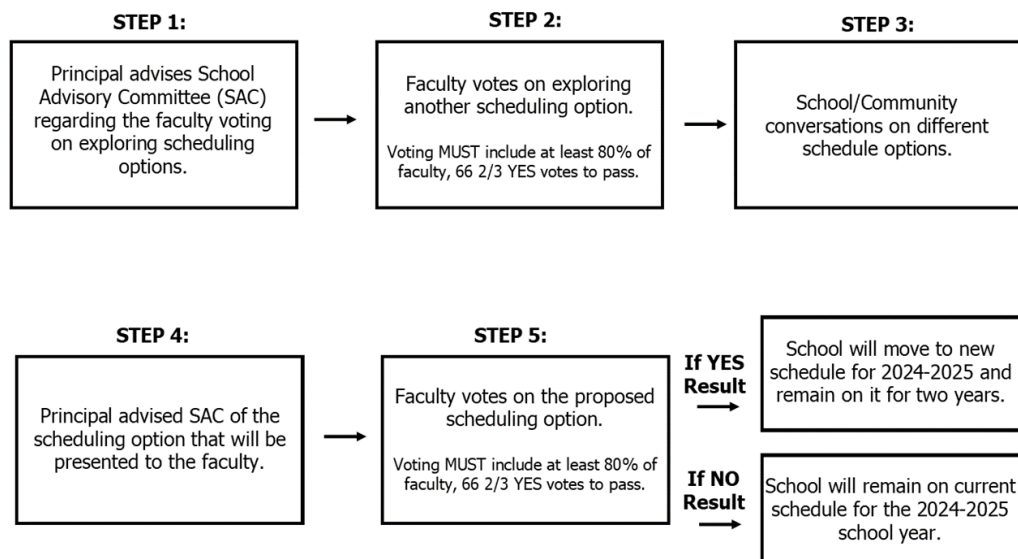 STEP 1:
Principal advises School
Advisory Committee (SAC)
regarding the faculty voting
on exploring scheduling
options.
STEP 2:
Faculty votes on exploring
another scheduling option.
Voting MUST include at least 80% of
faculty, 66 2/3 YES votes to pass.
STEP 3:
School/Community
conversations on different
schedule options.
STEP 4:
Principal advised SAC of the
scheduling option that will be
presented to the faculty.
STEP 5:
Faculty votes on the proposed
scheduling option.
Voting MUST include at least 80% of
faculty, 66 2/3 YES votes to pass.
If YES
Result
School will move to new
schedule for 2024-2025 and
remain on it for two years.
If NO
Result
School will remain on current
schedule for the 2024-2025
school year.